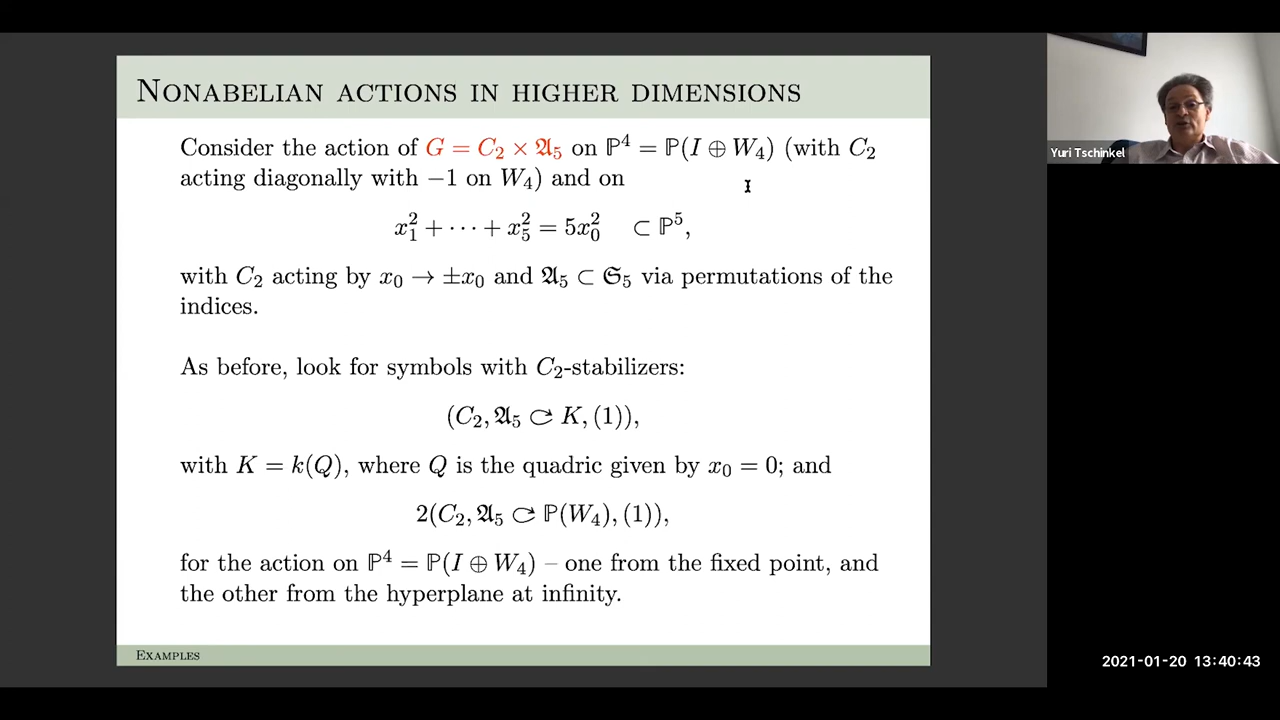 NONABELIAN ACTIONS IN HIGHER DIMENSIONS
Consider the action of G = C₂ × 𝔄₅ on ℙ⁴ = ℙ(I ⊕ W₄) (with C₂
acting diagonally with −1 on W₄) and on
x₁² + ⋯ + x₅² = 5x₀² ⊂ ℙ⁵,
with C₂ acting by x₀ → ±x₀ and 𝔄₅ ⊂ 𝔖₅ via permutations of the
indices.
As before, look for symbols with C₂-stabilizers:
(C₂, 𝔄₅ ⟳ K, (1)),
with K = k(Q), where Q is the quadric given by x₀ = 0; and
2(C₂, 𝔄₅ ⟳ ℙ(W₄), (1)),
for the action on ℙ⁴ = ℙ(I ⊕ W₄) – one from the fixed point, and
the other from the hyperplane at infinity.
EXAMPLES
Yuri Tschinkel
2021-01-20 13:40:43